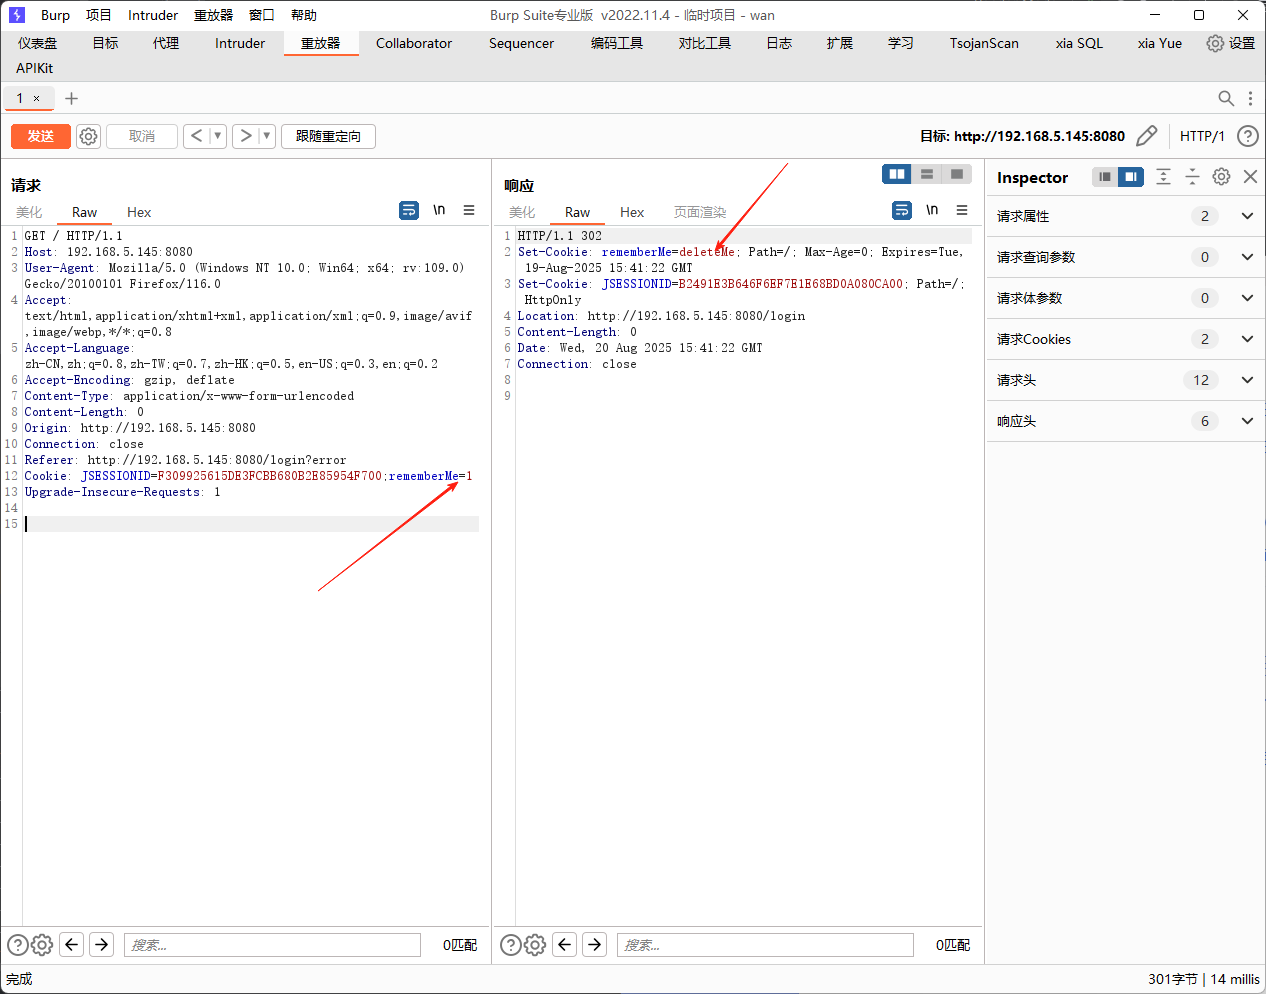 Burp 项目 Intruder 重放器 窗口 帮助 Burp Suite专业版 v2022.11.4 - 临时项目 - wan
仪表盘 目标 代理 Intruder 重放器 Collaborator Sequencer 编码工具 对比工具 日志 扩展 学习 TsojanScan xia SQL xia Yue 设置
APIKit
1 × +
发送 取消 < > 跟随重定向 目标: http://192.168.5.145:8080 HTTP/1 ?
请求
美化 Raw Hex \n
1 GET / HTTP/1.1
2 Host: 192.168.5.145:8080
3 User-Agent: Mozilla/5.0 (Windows NT 10.0; Win64; x64; rv:109.0)
Gecko/20100101 Firefox/116.0
4 Accept:
text/html,application/xhtml+xml,application/xml;q=0.9,image/avif
,image/webp,*/*;q=0.8
5 Accept-Language:
zh-CN,zh;q=0.8,zh-TW;q=0.7,zh-HK;q=0.5,en-US;q=0.3,en;q=0.2
6 Accept-Encoding: gzip, deflate
7 Content-Type: application/x-www-form-urlencoded
8 Content-Length: 0
9 Origin: http://192.168.5.145:8080
10 Connection: close
11 Referer: http://192.168.5.145:8080/login?error
12 Cookie: JSESSIONID=F309925615DE3FCBB680B2E85954F700;rememberMe=1
13 Upgrade-Insecure-Requests: 1
14
15
搜索... 0匹配
响应
美化 Raw Hex 页面渲染 \n
1 HTTP/1.1 302
2 Set-Cookie: rememberMe=deleteMe; Path=/; Max-Age=0; Expires=Tue,
19-Aug-2025 15:41:22 GMT
3 Set-Cookie: JSESSIONID=B2491E3B646F6EF7E1E68BD0A080CA00; Path=/;
HttpOnly
4 Location: http://192.168.5.145:8080/login
5 Content-Length: 0
6 Date: Wed, 20 Aug 2025 15:41:22 GMT
7 Connection: close
8
9
搜索... 0匹配
Inspector
请求属性 2
请求查询参数 0
请求体参数 0
请求Cookies 2
请求头 12
响应头 6
完成 301字节 | 14 millis